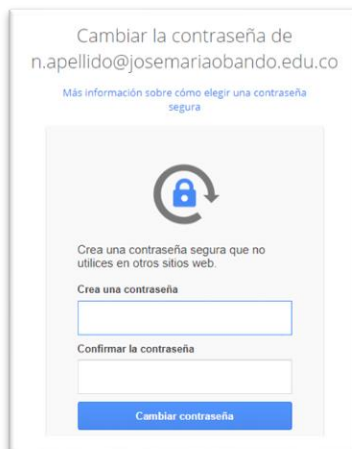 Cambiar la contraseña de
n.apellido@josemariaobando.edu.co
Más información sobre cómo elegir una contraseña
segura
Crea una contraseña segura que no
utilices en otros sitios web.
Crea una contraseña
Confirmar la contraseña
Cambiar contraseña